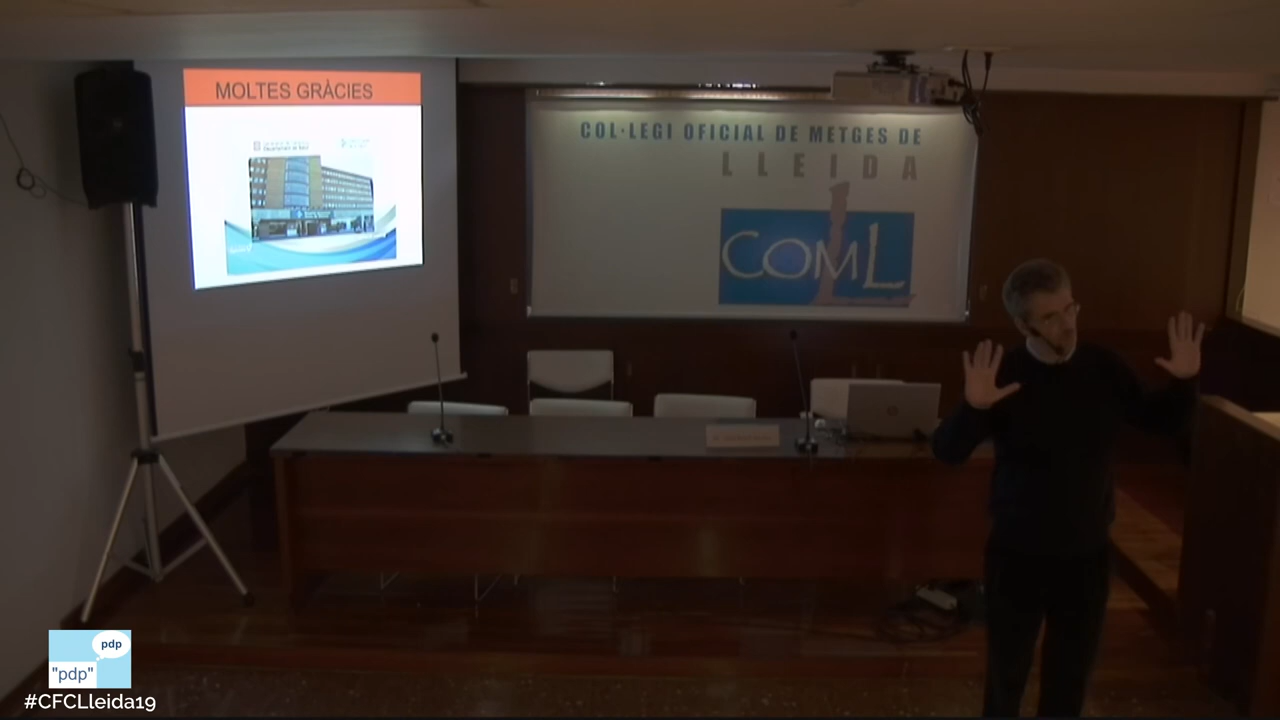 MOLTES GRÀCIES
COL·LEGI OFICIAL DE METGES DE
LLEIDA
COML
pdp
"pdp"
#CFCLleida19